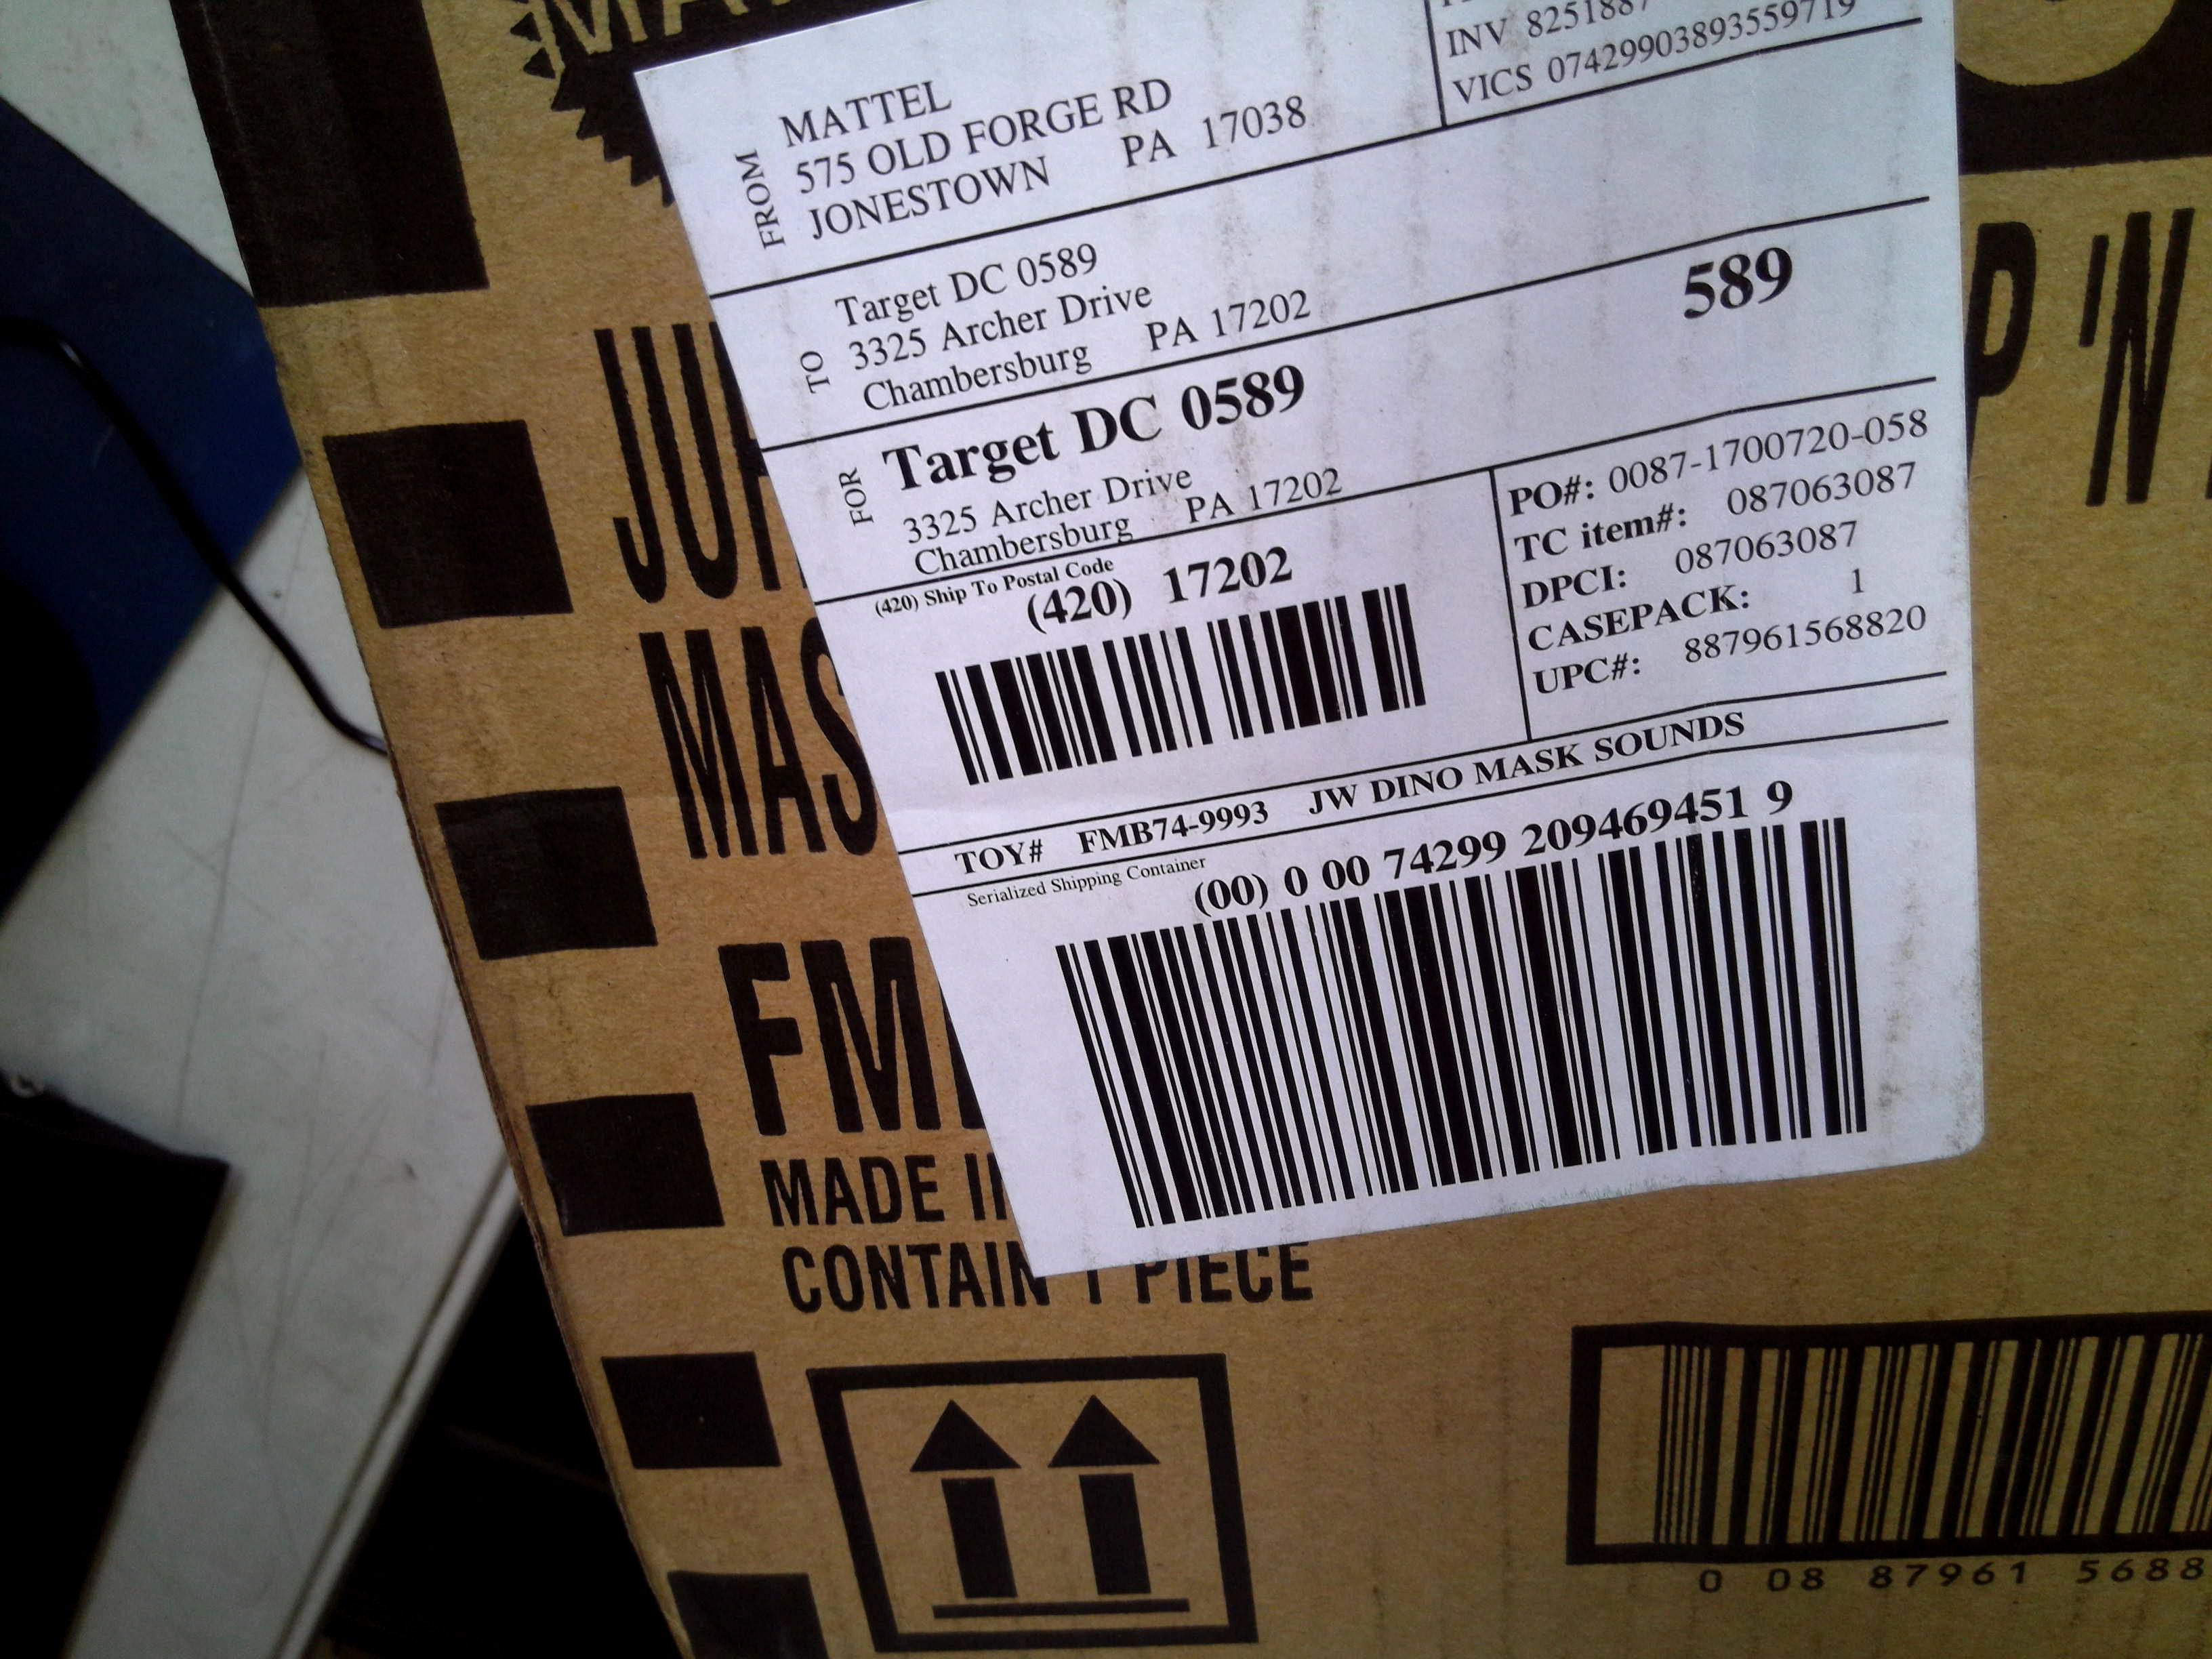 MATTEL
575 OLD FORGE RD
JONESTOWN PA 17038
FROM
INV 8251887
VICS 07429903893559719
TO
Target DC 0589
3325 Archer Drive
Chambersburg PA 17202
FOR
Target DC 0589
589
3325 Archer Drive
Chambersburg PA 17202
(420) Ship To Postal Code
(420) 17202
PO#: 0087-1700720-058
TC item#: 087063087
DPCI: 087063087
CASEPACK: 1
UPC#: 887961568820
TOY# FMB74-9993 JW DINO MASK SOUNDS
Serialized Shipping Container
(00) 0 00 74299 209469451 9
P 'N
FM
MADE IN
CONTAIN 1 PIECE
0 08 87961 5688